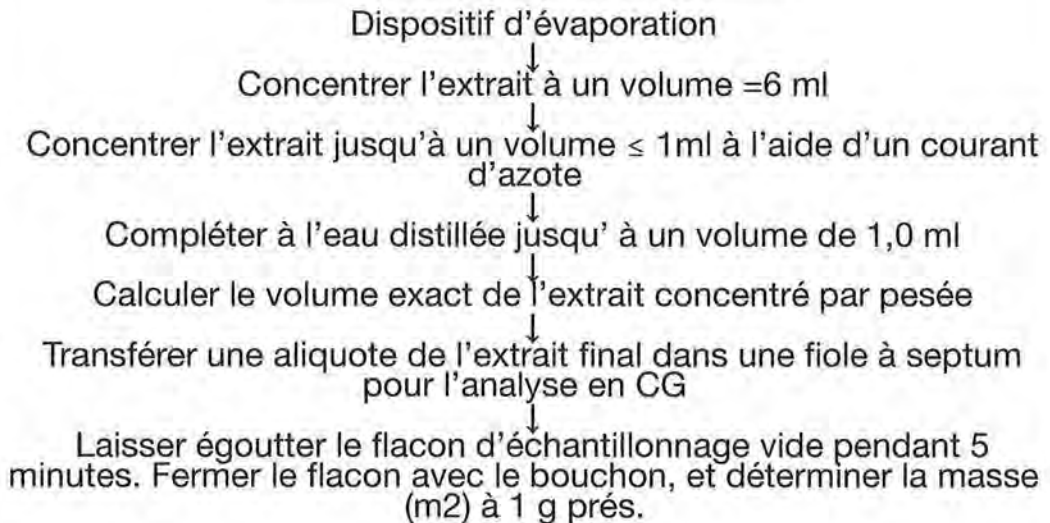 Dispositif d'évaporation
↓
Concentrer l'extrait à un volume =6 ml
↓
Concentrer l'extrait jusqu'à un volume ≤ 1ml à l'aide d'un courant
d'azote
↓
Compléter à l'eau distillée jusqu' à un volume de 1,0 ml
↓
Calculer le volume exact de l'extrait concentré par pesée
↓
Transférer une aliquote de l'extrait final dans une fiole à septum
pour l'analyse en CG
↓
Laisser égoutter le flacon d'échantillonnage vide pendant 5
minutes. Fermer le flacon avec le bouchon, et déterminer la masse
(m2) à 1 g prés.